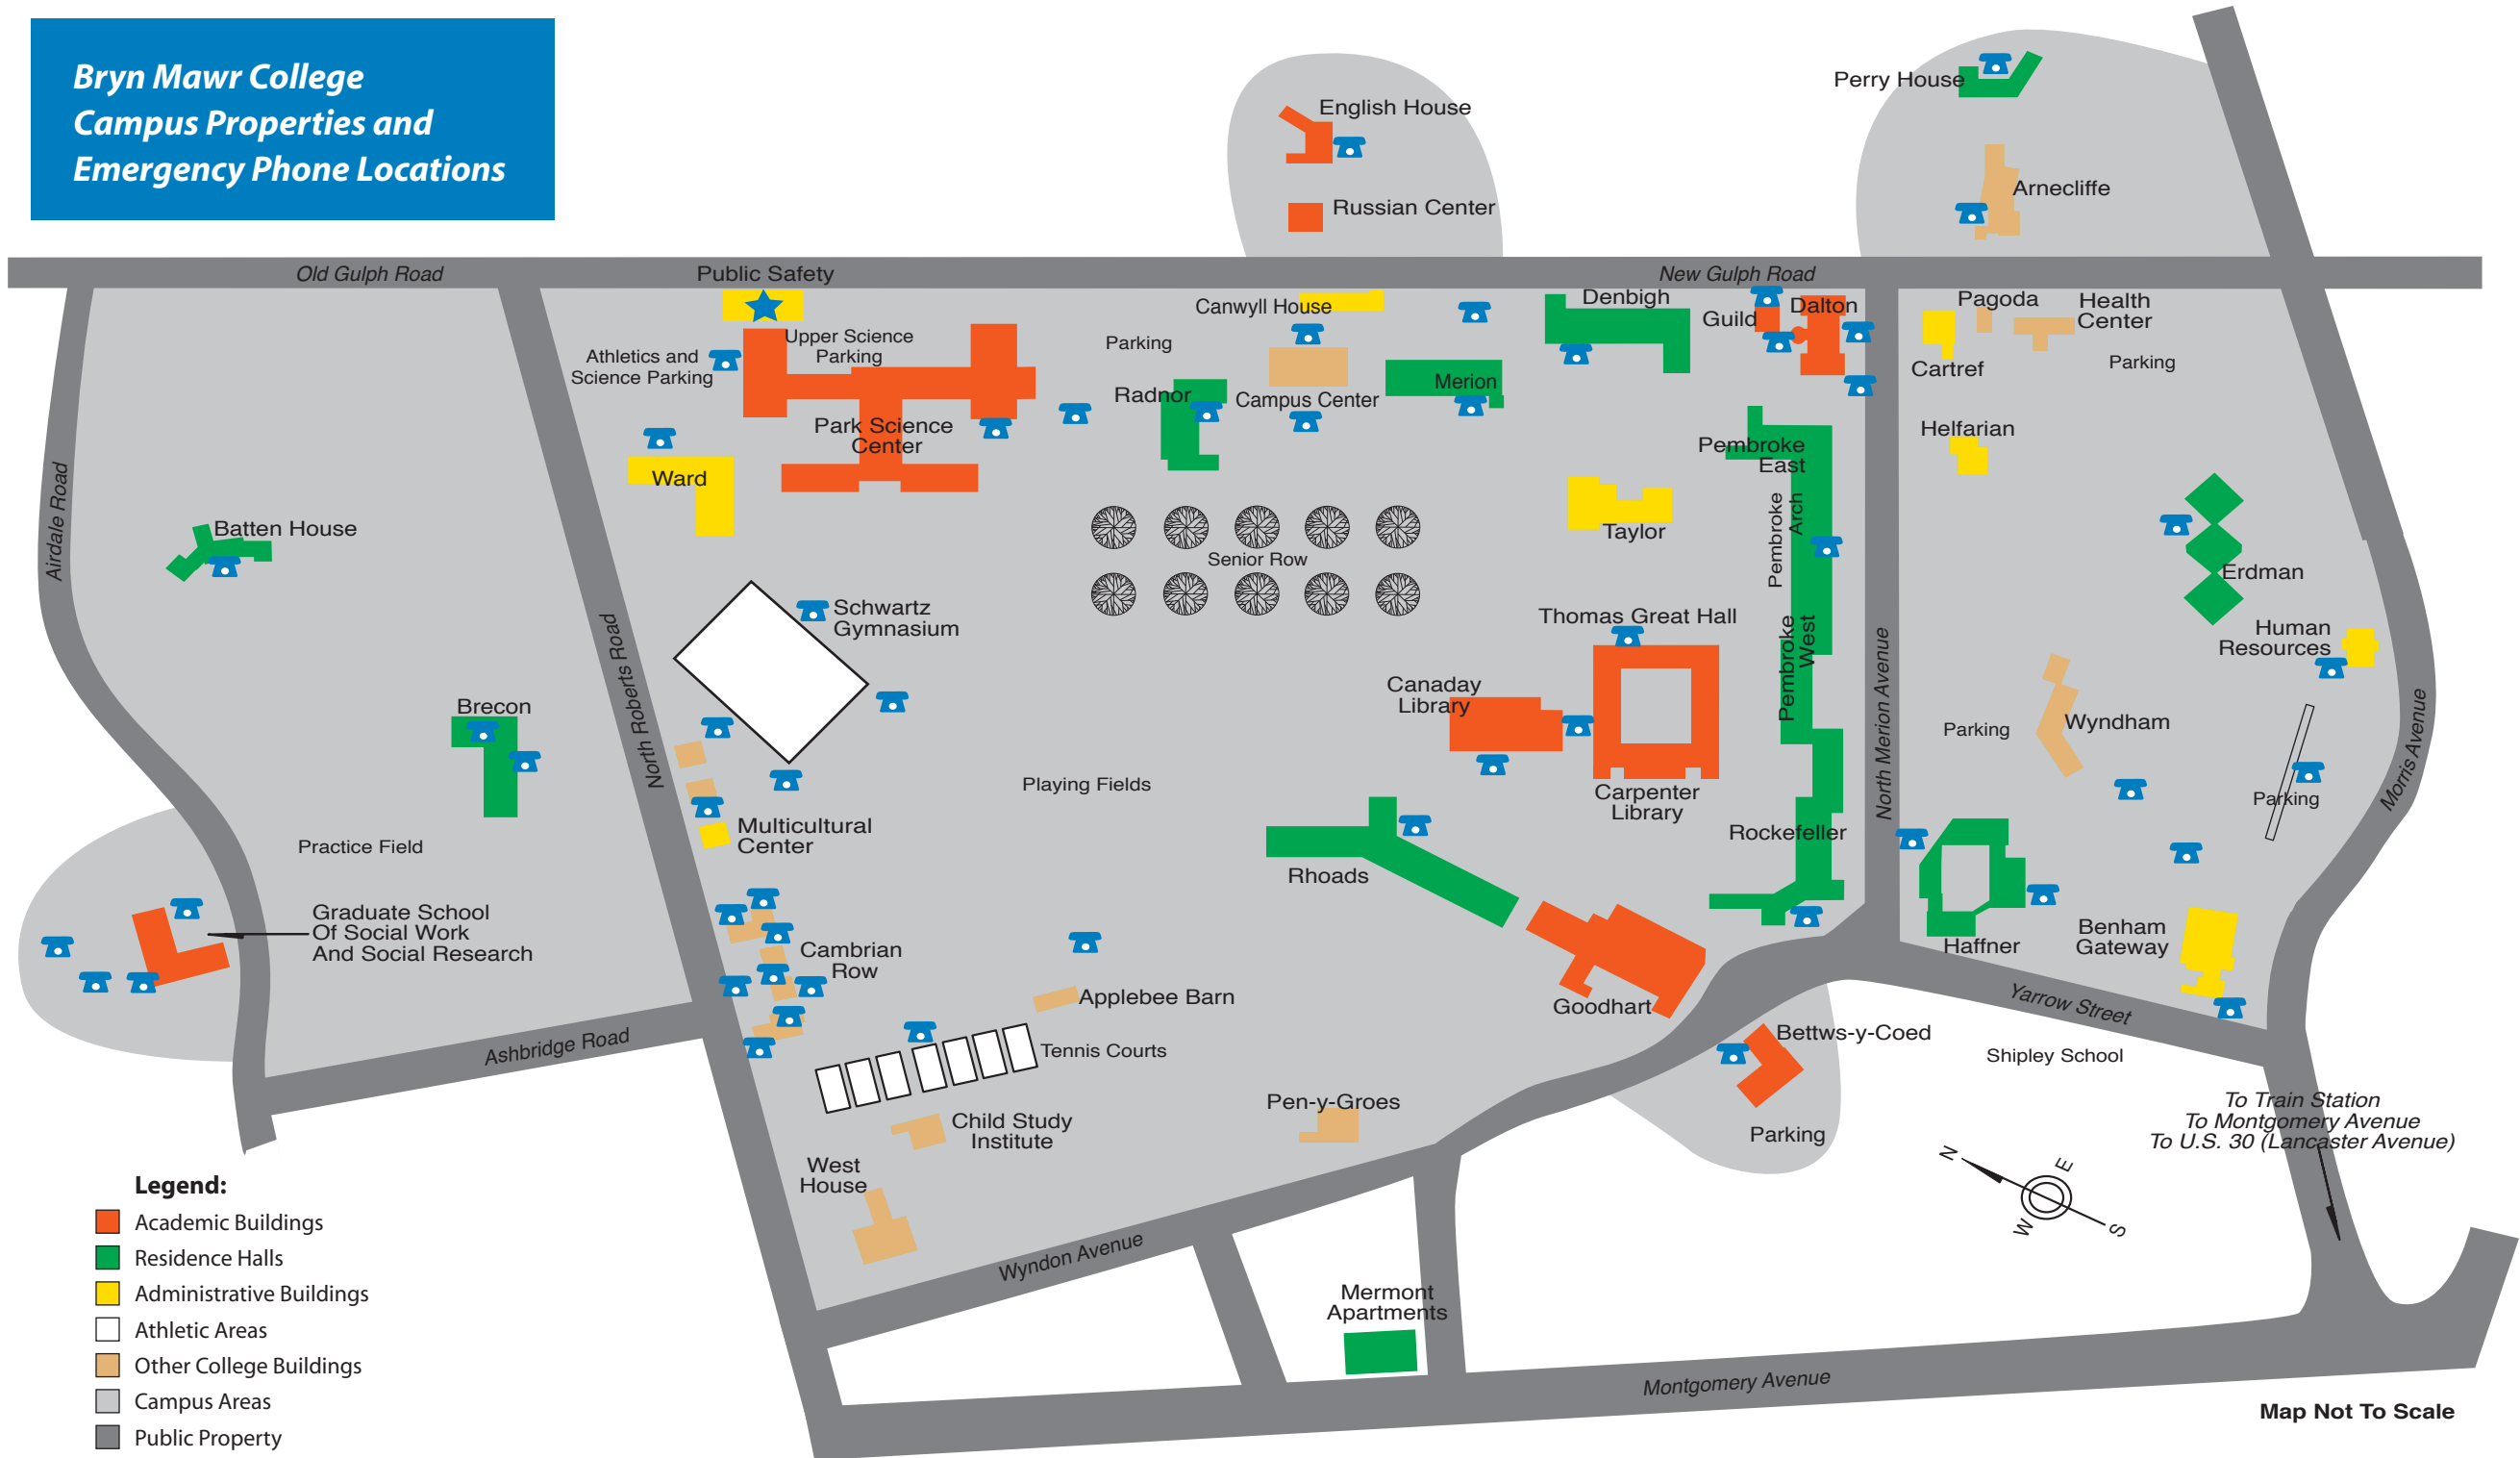 Bryn Mawr College
Campus Properties and
Emergency Phone Locations
English House
Russian Center
Perry House
Arnecliffe
Old Gulph Road
Public Safety
New Gulph Road
Canwyll House
Denbigh
Guild
Dalton
Pagoda
Health
Center
Upper Science
Parking
Athletics and
Science Parking
Parking
Cartref
Parking
Radnor
Campus Center
Merion
Park Science
Center
Pembroke
East
Helfarian
Ward
Airdale Road
Batten House
Pembroke
Arch
Taylor
Senior Row
Erdman
Schwartz
Gymnasium
Thomas Great Hall
Human
Resources
North Roberts Road
Pembroke
West
North Merion Avenue
Canaday
Library
Brecon
Parking
Wyndham
Morris Avenue
Playing Fields
Carpenter
Library
Parking
Multicultural
Center
Practice Field
Rhoads
Rockefeller
Graduate School
Of Social Work
And Social Research
Cambrian
Row
Haffner
Benham
Gateway
Applebee Barn
Goodhart
Yarrow Street
Ashbridge Road
Tennis Courts
Bettws-y-Coed
Shipley School
Child Study
Institute
Pen-y-Groes
Parking
To Train Station
To Montgomery Avenue
To U.S. 30 (Lancaster Avenue)
West
House
N
E
W
S
Wyndon Avenue
Mermont
Apartments
Montgomery Avenue
Legend:
Academic Buildings
Residence Halls
Administrative Buildings
Athletic Areas
Other College Buildings
Campus Areas
Public Property
Map Not To Scale